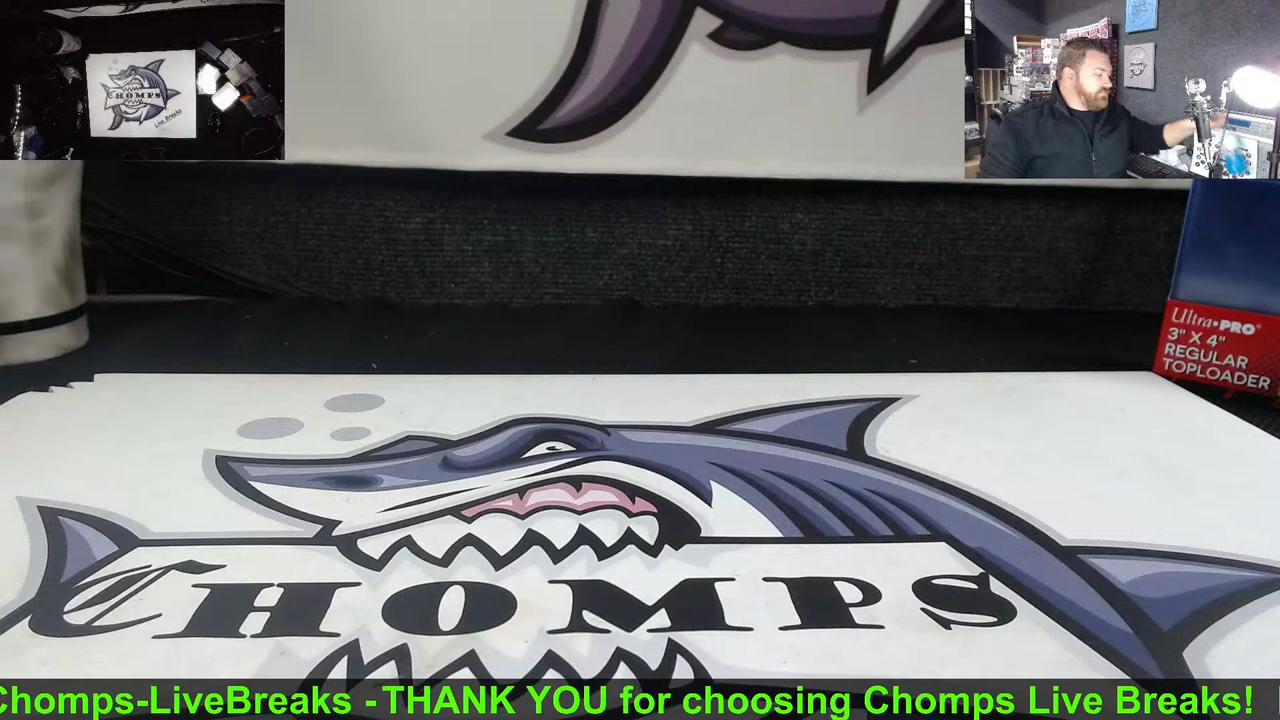 CHOMPS
Live Breaks
Ultra•PRO®
3" X 4"
REGULAR
TOPLOADER
CHOMPS
Chomps-LiveBreaks -THANK YOU for choosing Chomps Live Breaks!